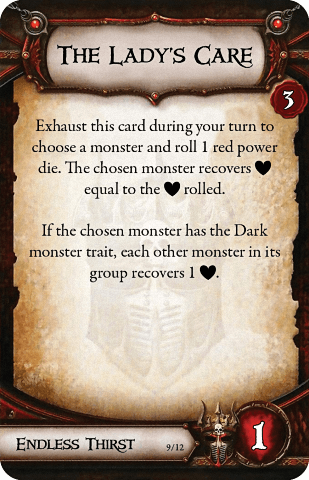 The Lady's Care
3
Exhaust this card during your turn to
choose a monster and roll 1 red power
die. The chosen monster recovers ♥
equal to the ♥ rolled.
If the chosen monster has the Dark
monster trait, each other monster in its
group recovers 1 ♥.
Endless Thirst
9/12
1